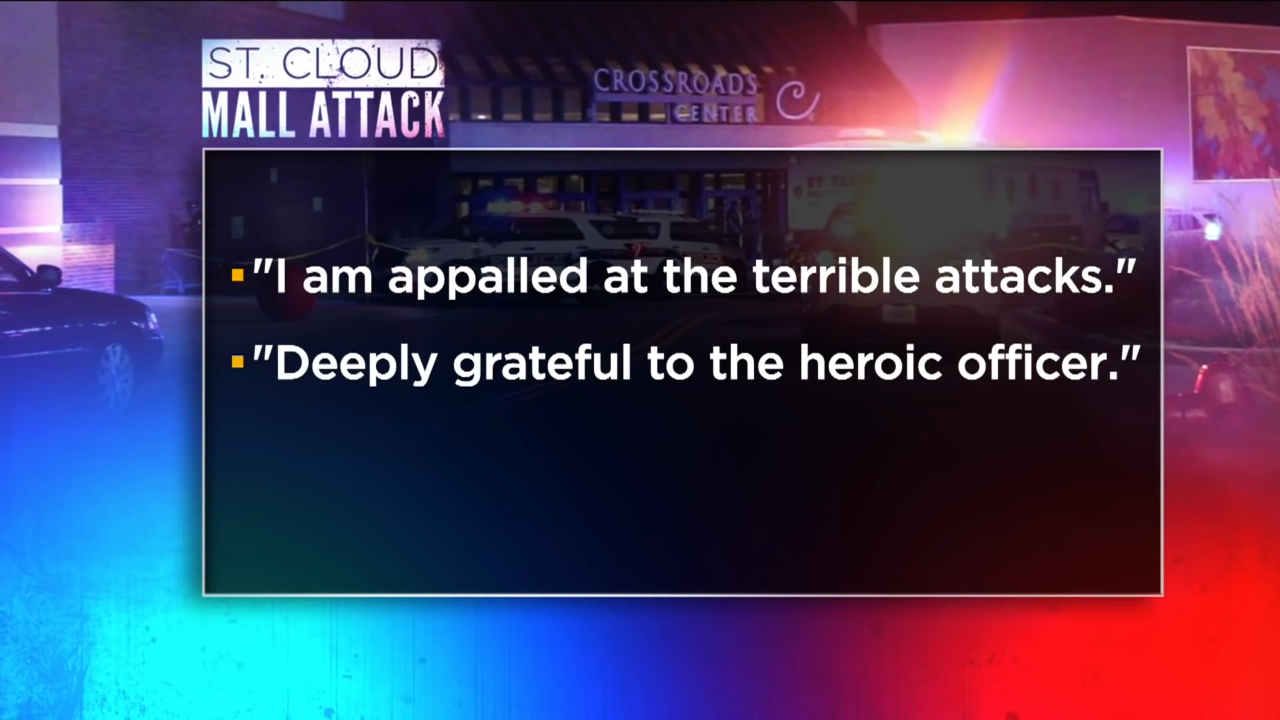 ST. CLOUD
MALL ATTACK
CROSSROADS
CENTER
"I am appalled at the terrible attacks."
"Deeply grateful to the heroic officer."